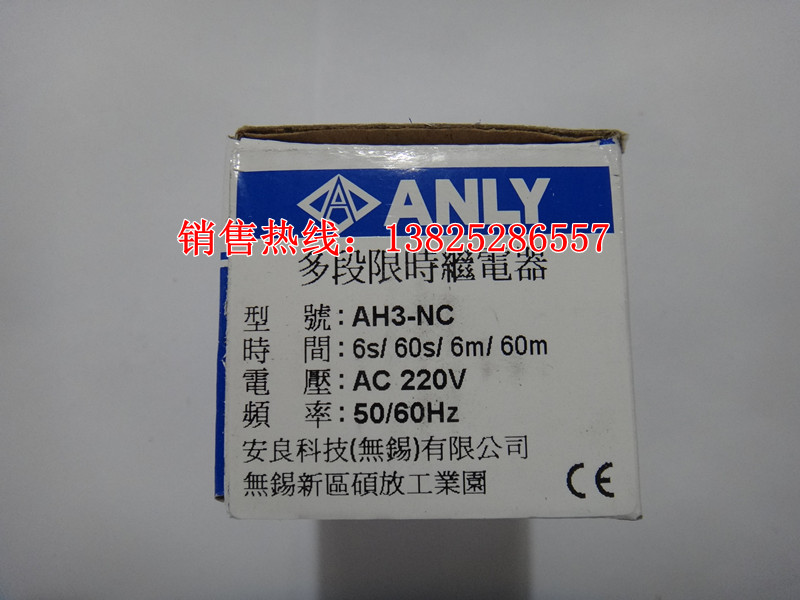 ANLY
销售热线：13825286557
多段限時繼電器
型 號：AH3-NC
時 間：6s/ 60s/ 6m/ 60m
電 壓：AC 220V
頻 率：50/60Hz
安良科技(無錫)有限公司
無錫新區碩放工業園 CE